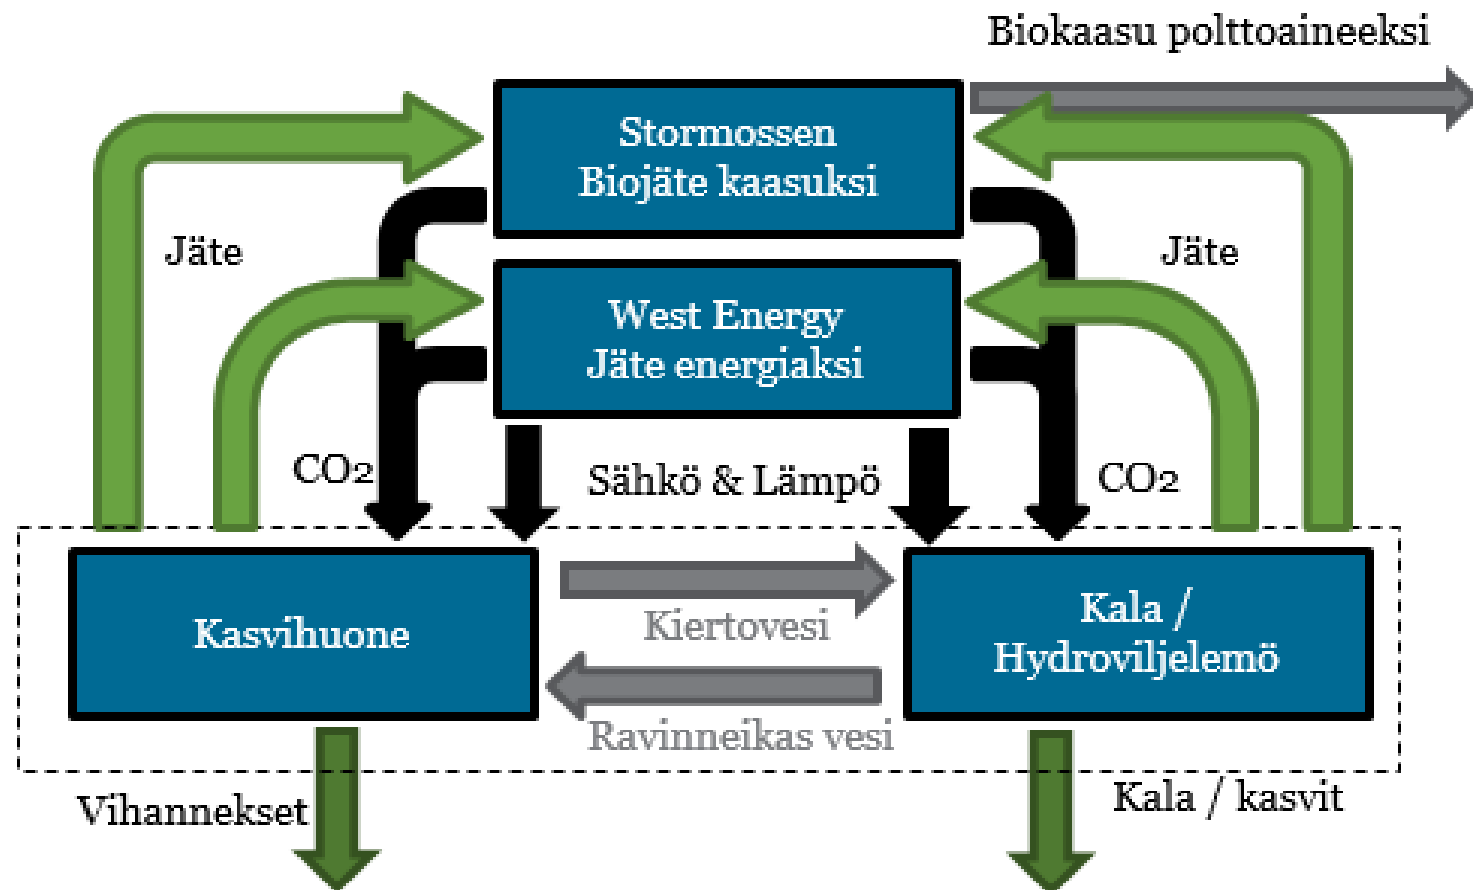 Biokaasu polttoaineeksi
Stormossen
Biojäte kaasuksi
Jäte
Jäte
West Energy
Jäte energiaksi
CO2
Sähkö & Lämpö
CO2
Kasvihuone
Kiertovesi
Kala /
Hydroviljelemö
Ravinneikas vesi
Vihannekset
Kala / kasvit